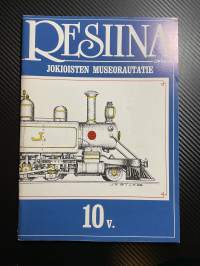 RESIINA
JOKIOISTEN MUSEORAUTATIE
10 v.